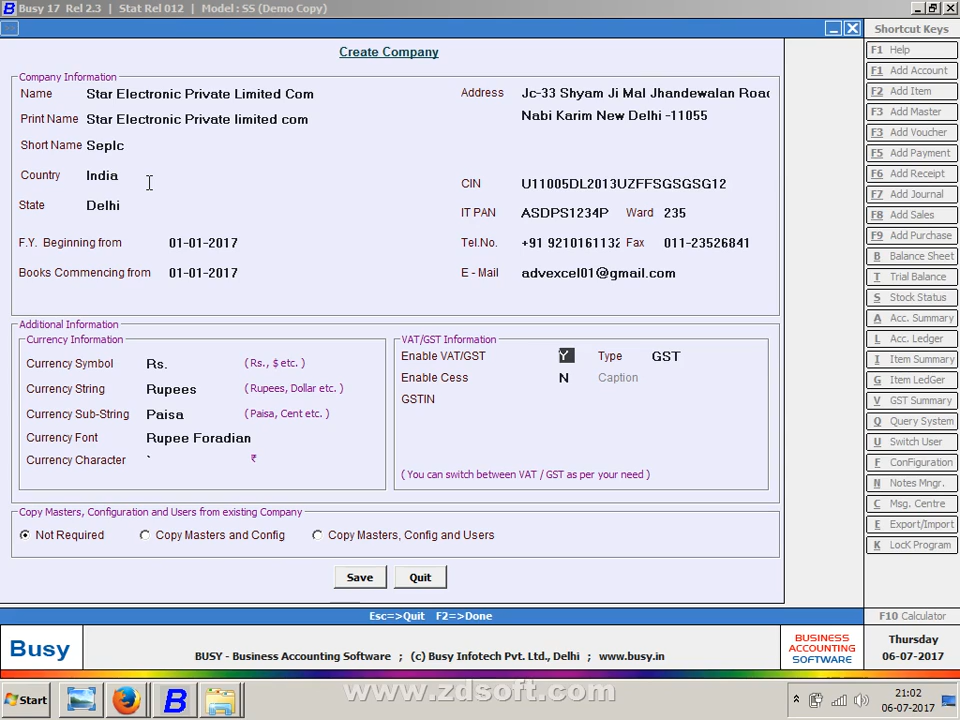 Busy 17 Rel 2.3 | Stat Rel 012 | Model : SS (Demo Copy)
Create Company
Company Information
Name Star Electronic Private Limited Com
Address Jc-33 Shyam Ji Mal Jhandewalan Road
Nabi Karim New Delhi -11055
Print Name Star Electronic Private limited com
Short Name Seplc
Country India
CIN U11005DL2013UZFFSGSGSG12
State Delhi
IT PAN ASDPS1234P Ward 235
F.Y. Beginning from 01-01-2017
Tel.No. +91 9210161132 Fax 011-23526841
Books Commencing from 01-01-2017
E - Mail advexcel01@gmail.com
Additional Information
Currency Information
Currency Symbol Rs. ( Rs., $ etc. )
Currency String Rupees ( Rupees, Dollar etc. )
Currency Sub-String Paisa ( Paisa, Cent etc. )
Currency Font Rupee Foradian
Currency Character ` ₹
VAT/GST Information
Enable VAT/GST Y Type GST
Enable Cess N Caption
GSTIN
( You can switch between VAT / GST as per your need )
Copy Masters, Configuration and Users from existing Company
Not Required Copy Masters and Config Copy Masters, Config and Users
Save Quit
Esc=>Quit F2=>Done
Shortcut Keys
F1 Help
F1 Add Account
F2 Add Item
F3 Add Master
F3 Add Voucher
F5 Add Payment
F6 Add Receipt
F7 Add Journal
F8 Add Sales
F9 Add Purchase
B Balance Sheet
T Trial Balance
S Stock Status
A Acc. Summary
L Acc. Ledger
I Item Summary
G Item LedGer
V GST Summary
Q Query System
U Switch User
F ConFiguration
N Notes Mngr.
C Msg. Centre
E Export/Import
K LocK Program
F10 Calculator
Busy
BUSY - Business Accounting Software ; (c) Busy Infotech Pvt. Ltd., Delhi ; www.busy.in
BUSINESS
ACCOUNTING
SOFTWARE
Thursday
06-07-2017
Start
B
www.zdsoft.com
21:02
06-07-2017